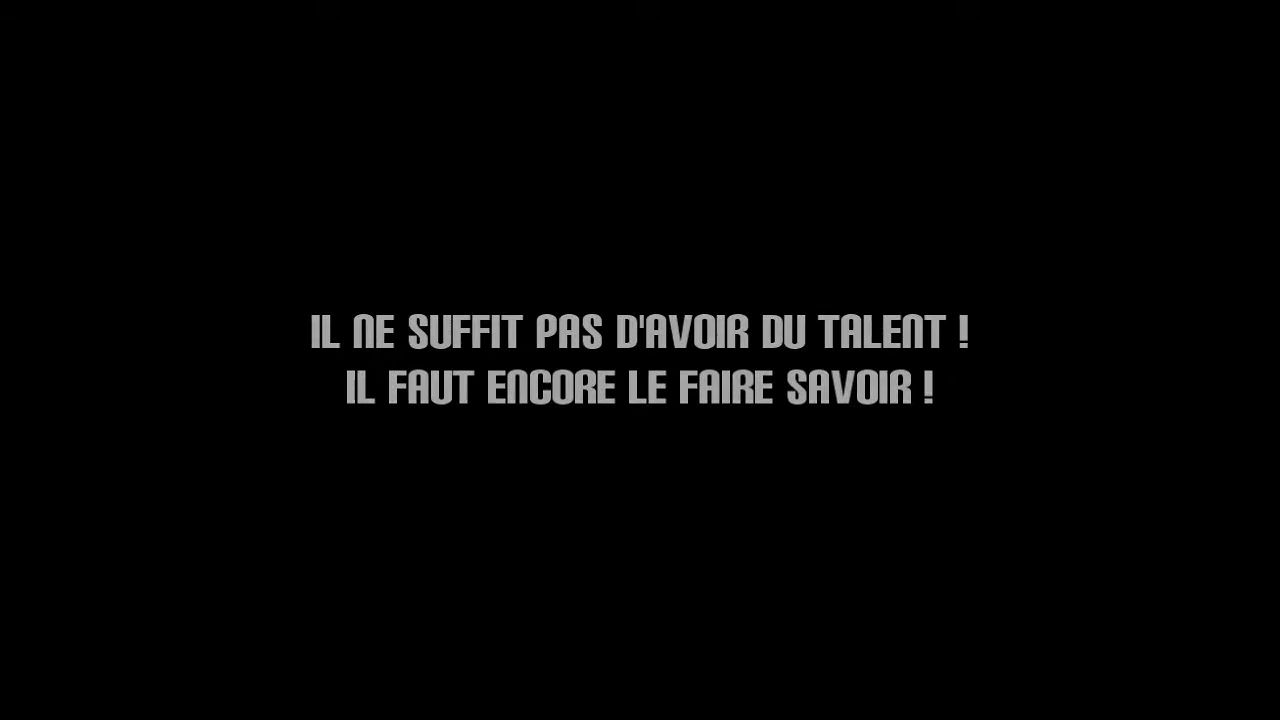 IL NE SUFFIT PAS D'AVOIR DU TALENT !
IL FAUT ENCORE LE FAIRE SAVOIR !